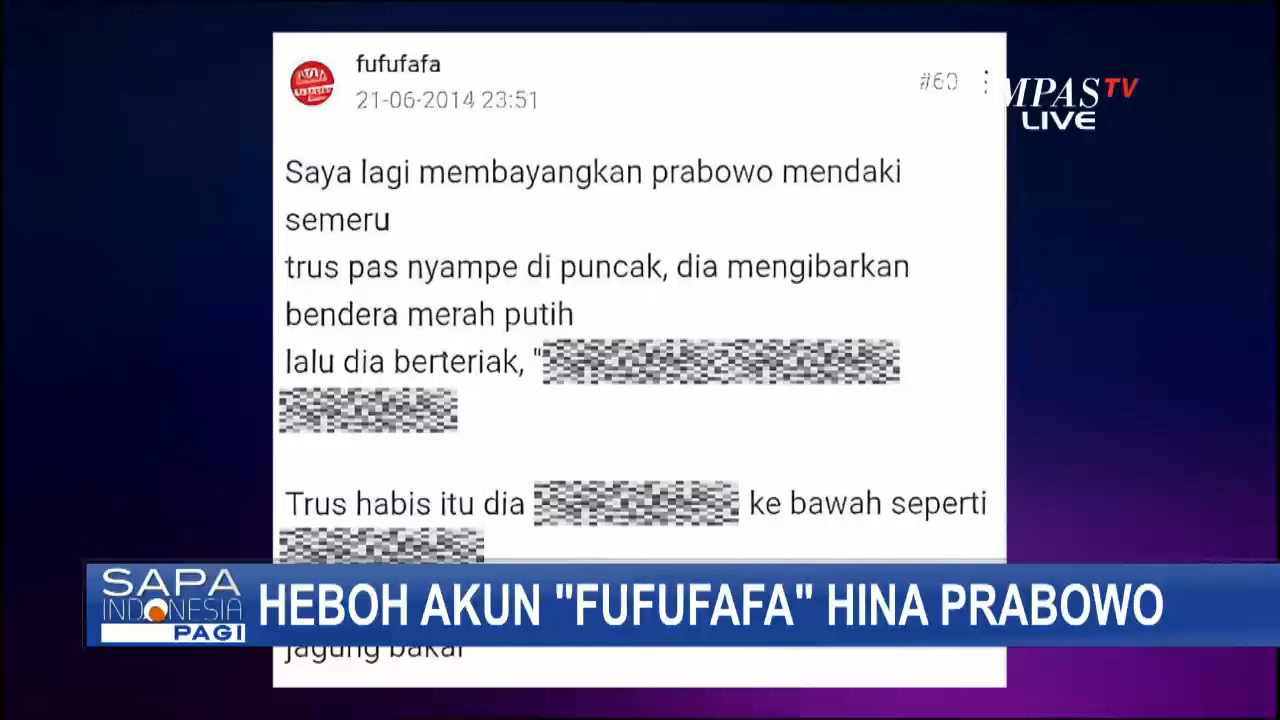 fufufafa
21-06-2014 23:51
#60
MPAS TV
LIVE
Saya lagi membayangkan prabowo mendaki
semeru
trus pas nyampe di puncak, dia mengibarkan
bendera merah putih
lalu dia berteriak, "
Trus habis itu dia ke bawah seperti
SAPA
INDONESIA
PAGI
HEBOH AKUN "FUFUFAFA" HINA PRABOWO
jagung bakar